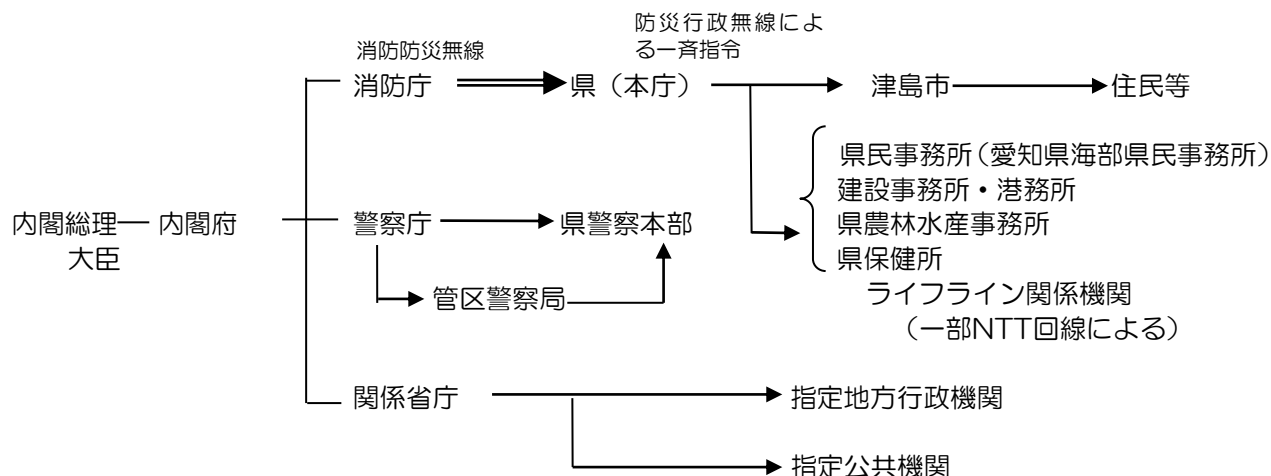 防災行政無線によ
る一斉指令
消防防災無線
消防庁 県（本庁） 津島市 住民等
県民事務所（愛知県海部県民事務所）
建設事務所・港務所
県農林水産事務所
県保健所
ライフライン関係機関
（一部NTT回線による）
内閣総理 内閣府
大臣
警察庁 県警察本部
管区警察局
関係省庁 指定地方行政機関
指定公共機関